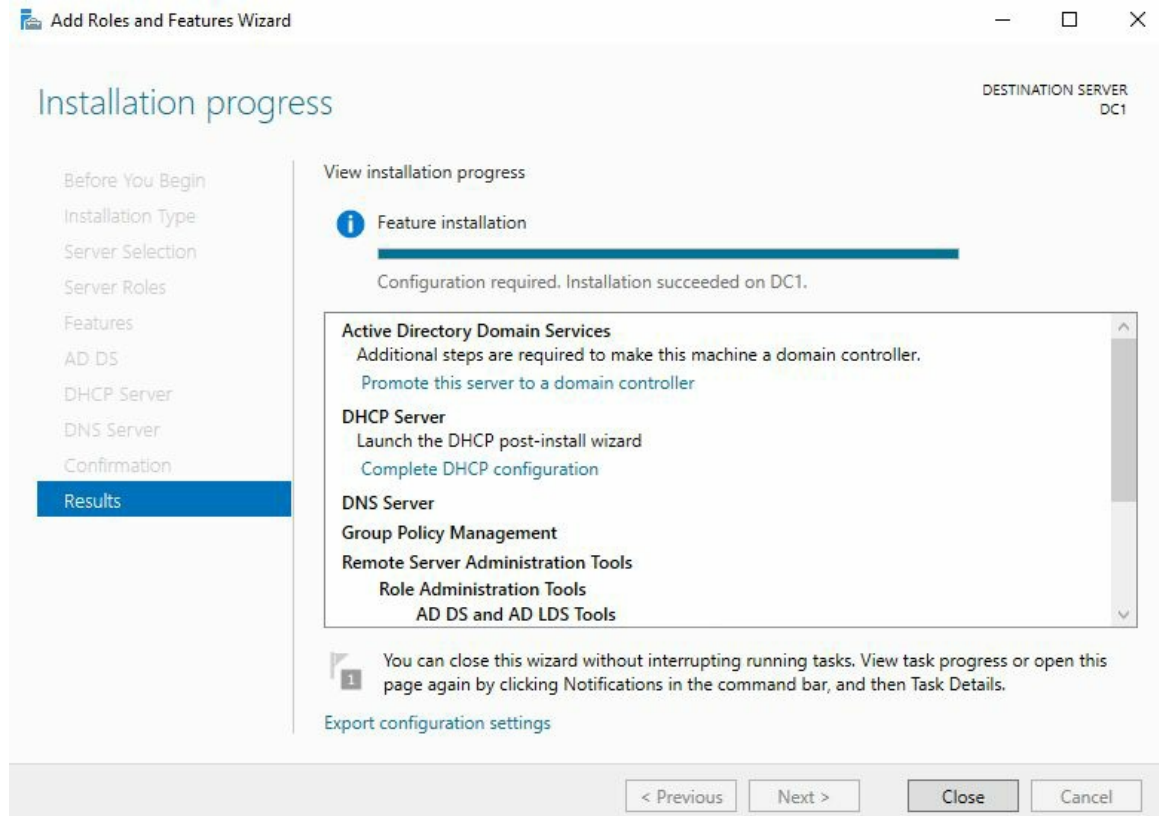 Add Roles and Features Wizard
Installation progress
DESTINATION SERVER
DC1
Before You Begin
Installation Type
Server Selection
Server Roles
Features
AD DS
DHCP Server
DNS Server
Confirmation
Results
View installation progress
Feature installation
Configuration required. Installation succeeded on DC1.
Active Directory Domain Services
Additional steps are required to make this machine a domain controller.
Promote this server to a domain controller
DHCP Server
Launch the DHCP post-install wizard
Complete DHCP configuration
DNS Server
Group Policy Management
Remote Server Administration Tools
Role Administration Tools
AD DS and AD LDS Tools
1
You can close this wizard without interrupting running tasks. View task progress or open this
page again by clicking Notifications in the command bar, and then Task Details.
Export configuration settings
< Previous
Next >
Close
Cancel